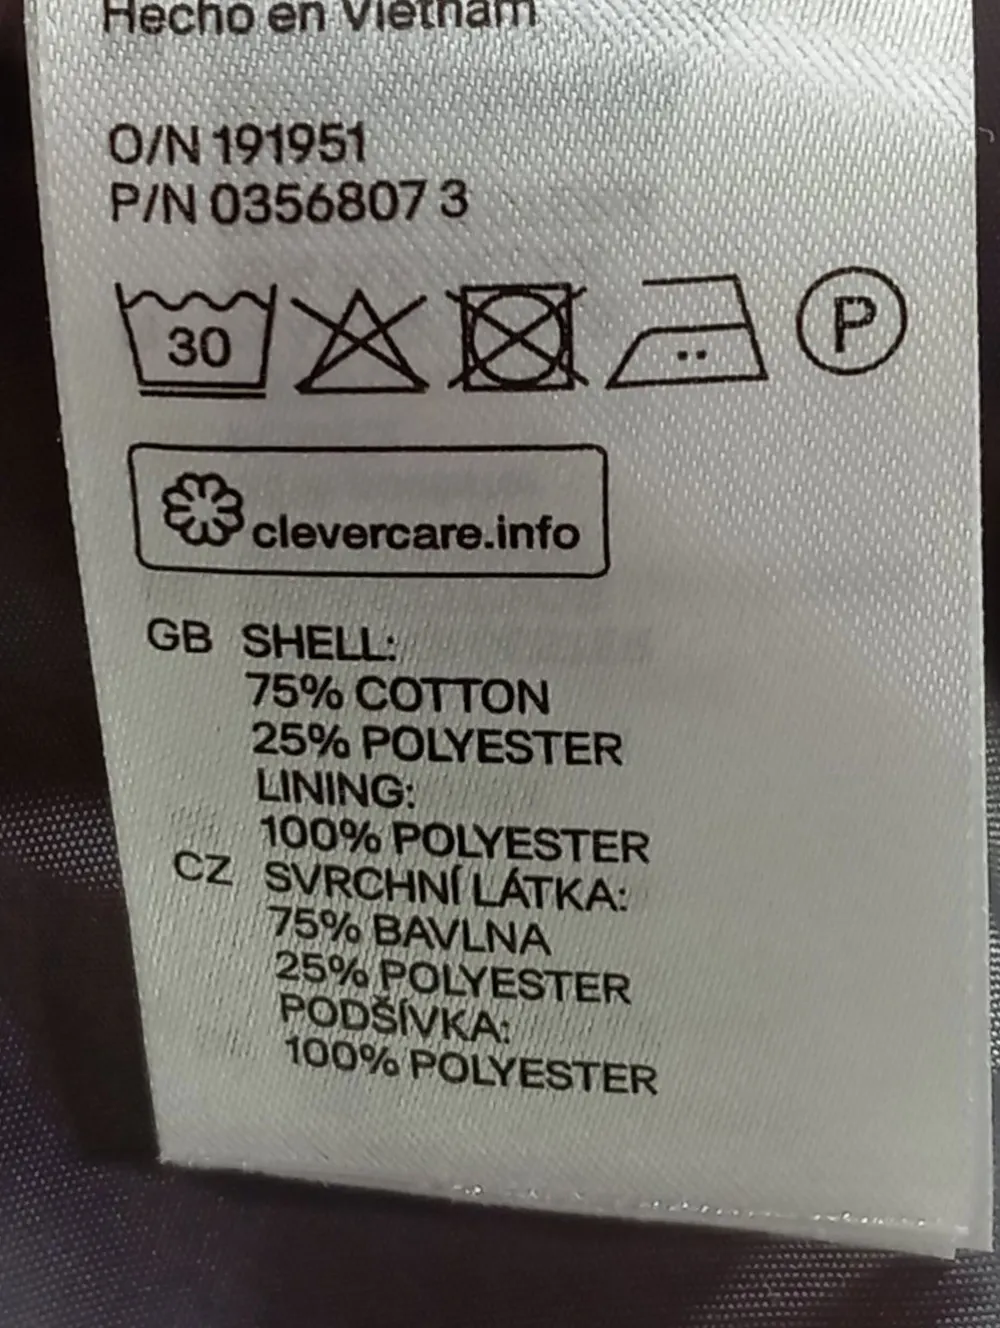 Hecho en Vietnam
O/N 191951
P/N 0356807 3
30
P
clevercare.info
GB SHELL:
75% COTTON
25% POLYESTER
LINING:
100% POLYESTER
CZ SVRCHNÍ LÁTKA:
75% BAVLNA
25% POLYESTER
PODŠÍVKA:
100% POLYESTER